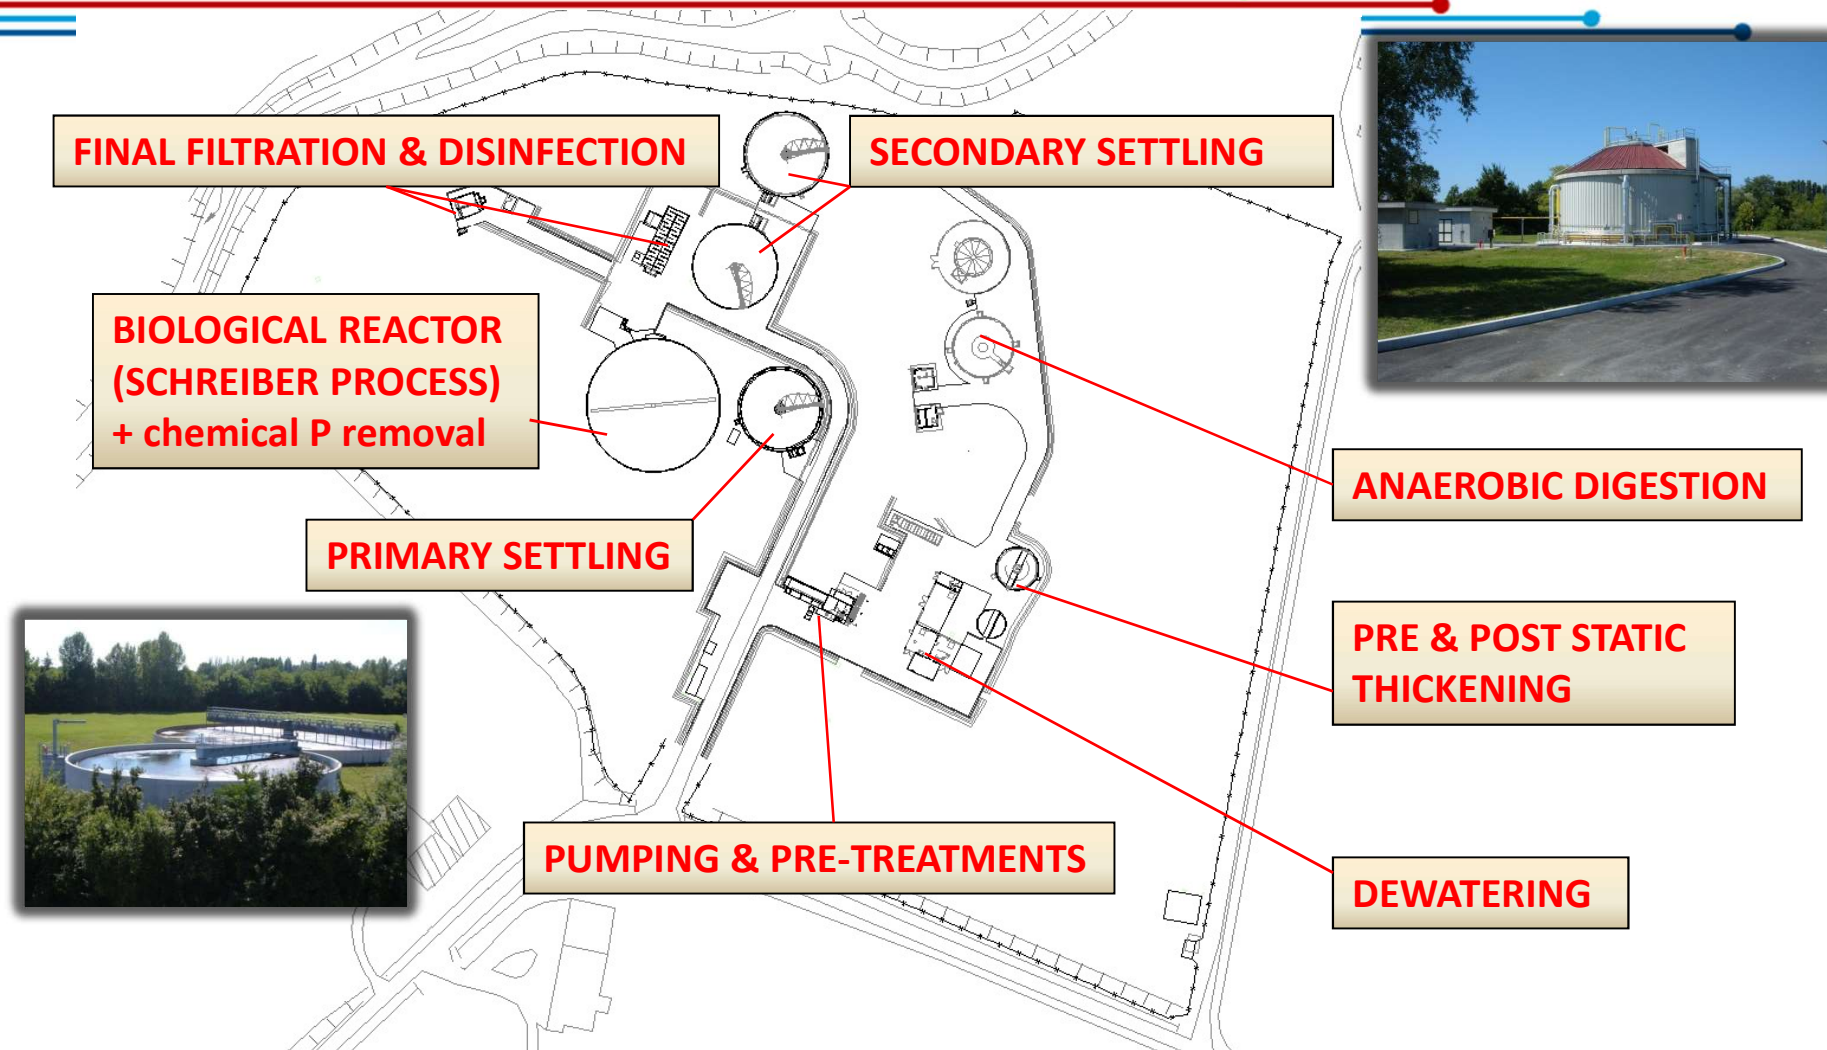 FINAL FILTRATION & DISINFECTION
SECONDARY SETTLING
BIOLOGICAL REACTOR
(SCHREIBER PROCESS)
+ chemical P removal
ANAEROBIC DIGESTION
PRIMARY SETTLING
PRE & POST STATIC
THICKENING
PUMPING & PRE-TREATMENTS
DEWATERING